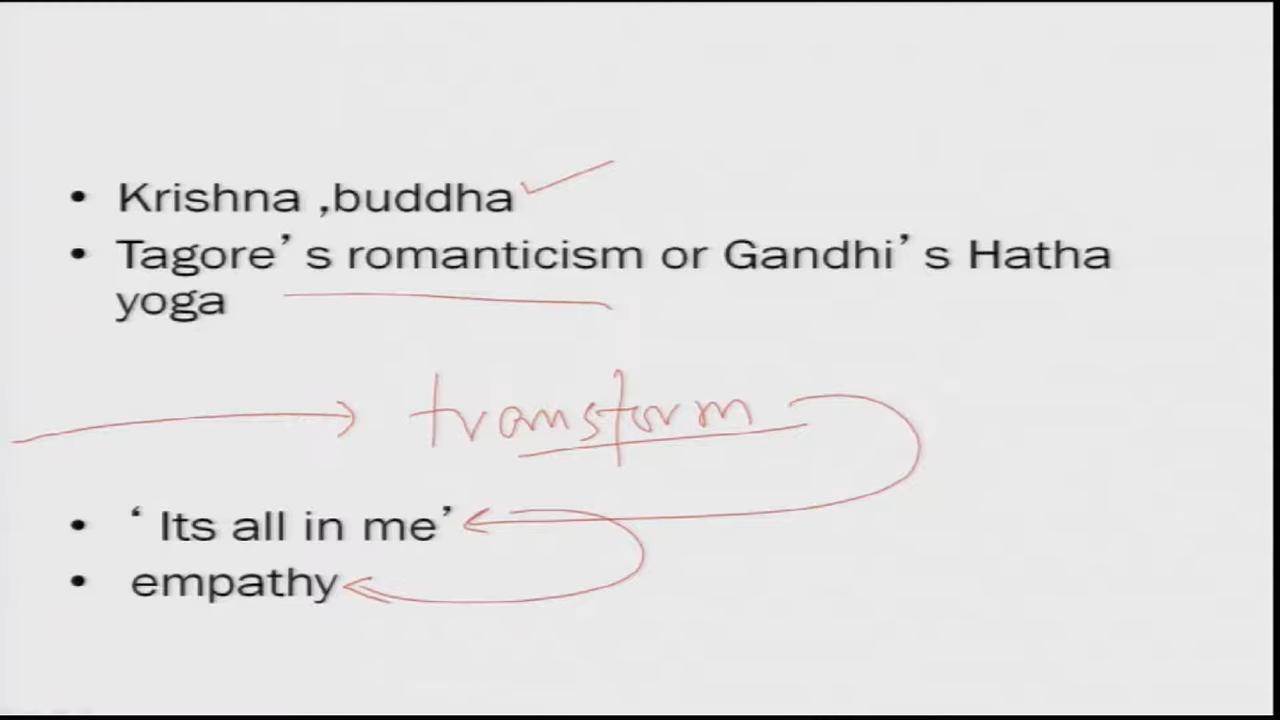 • Krishna ,buddha
• Tagore’s romanticism or Gandhi’s Hatha
yoga
transform
• ‘ Its all in me’
• empathy